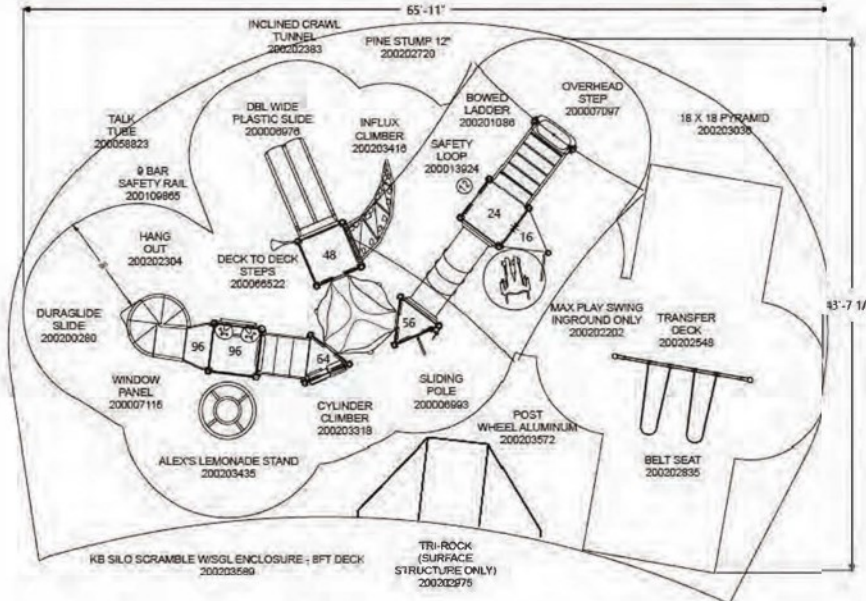 65'-11"
INCLINED CRAWL
TUNNEL
200202383
PINE STUMP 12"
200202720
DBL WIDE
PLASTIC SLIDE
200006976
INFLUX
CLIMBER
200203416
BOWED
LADDER
200201086
OVERHEAD
STEP
200007097
18 X 18 PYRAMID
200203036
TALK
TUBE
200058823
SAFETY
LOOP
200013924
9 BAR
SAFETY RAIL
200109865
HANG
OUT
200202304
DECK TO DECK
STEPS
200066522
48
24
16
DURAGLIDE
SLIDE
200200280
96
96
64
56
MAX PLAY SWING
INGROUND ONLY
200202202
TRANSFER
DECK
200202548
43'-7 1/
WINDOW
PANEL
200007116
CYLINDER
CLIMBER
200203318
SLIDING
POLE
200006993
POST
WHEEL ALUMINUM
200203572
ALEX'S LEMONADE STAND
200203435
BELT SEAT
200202835
KB SILO SCRAMBLE W/SGL ENCLOSURE - 8FT DECK
200203589
TRI-ROCK
(SURFACE
STRUCTURE ONLY)
200202975